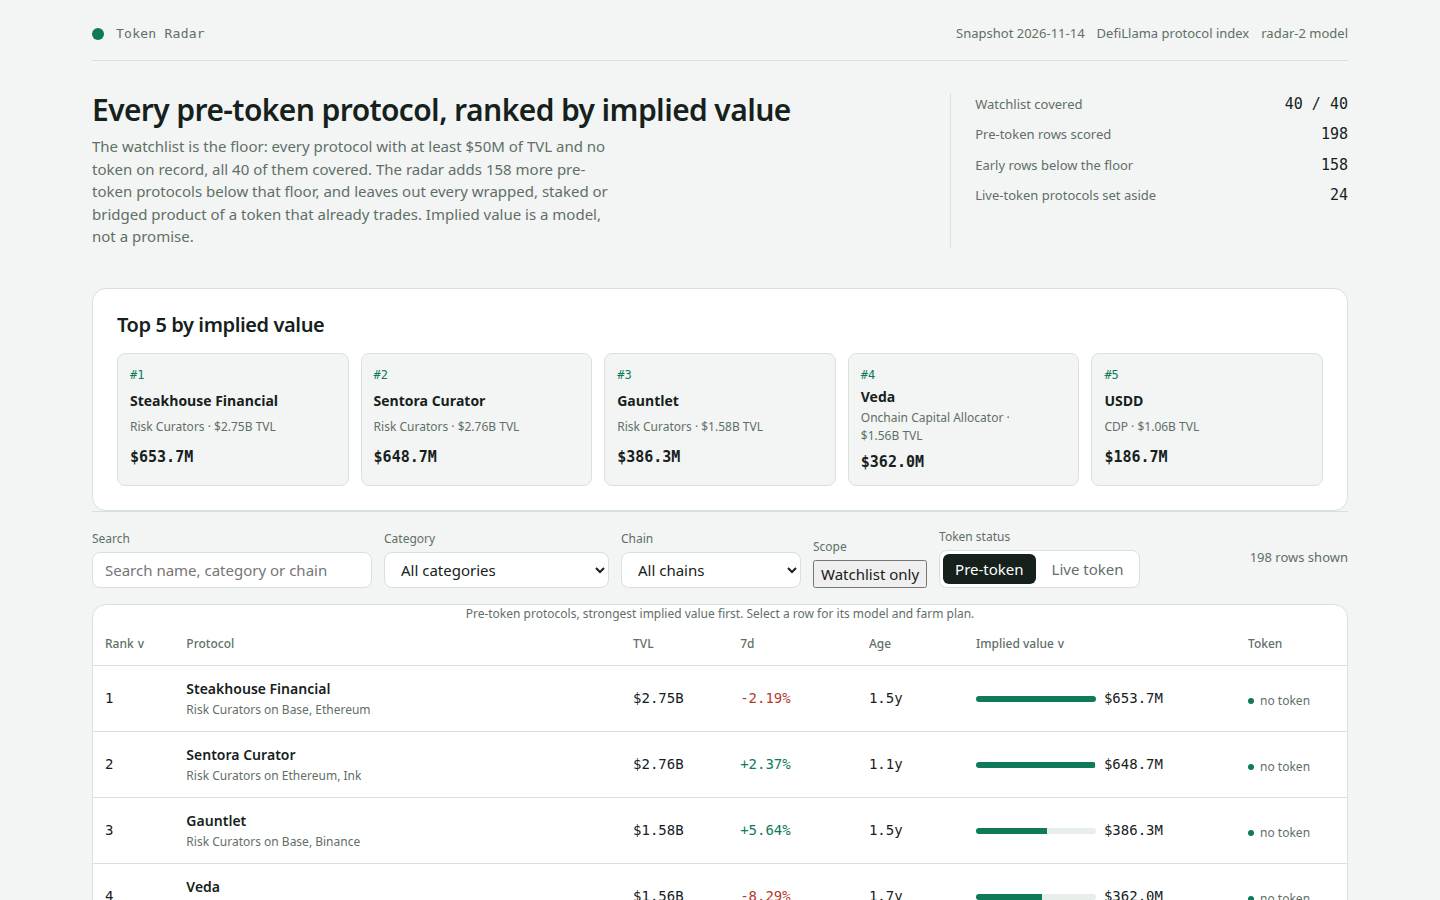 Token Radar
Snapshot 2026-11-14 DefiLlama protocol index radar-2 model
Every pre-token protocol, ranked by implied value
The watchlist is the floor: every protocol with at least $50M of TVL and no
token on record, all 40 of them covered. The radar adds 158 more pre-
token protocols below that floor, and leaves out every wrapped, staked or
bridged product of a token that already trades. Implied value is a model,
not a promise.
Watchlist covered 40 / 40
Pre-token rows scored 198
Early rows below the floor 158
Live-token protocols set aside 24
Top 5 by implied value
#1
Steakhouse Financial
Risk Curators · $2.75B TVL
$653.7M
#2
Sentora Curator
Risk Curators · $2.76B TVL
$648.7M
#3
Gauntlet
Risk Curators · $1.58B TVL
$386.3M
#4
Veda
Onchain Capital Allocator ·
$1.56B TVL
$362.0M
#5
USDD
CDP · $1.06B TVL
$186.7M
Search
Search name, category or chain
Category
All categories
Chain
All chains
Scope
Watchlist only
Token status
Pre-token Live token
198 rows shown
Pre-token protocols, strongest implied value first. Select a row for its model and farm plan.
Rank v Protocol TVL 7d Age Implied value v Token
1 Steakhouse Financial $2.75B -2.19% 1.5y $653.7M no token
Risk Curators on Base, Ethereum
2 Sentora Curator $2.76B +2.37% 1.1y $648.7M no token
Risk Curators on Ethereum, Ink
3 Gauntlet $1.58B +5.64% 1.5y $386.3M no token
Risk Curators on Base, Binance
4 Veda $1.56B -8.29% 1.7y $362.0M no token